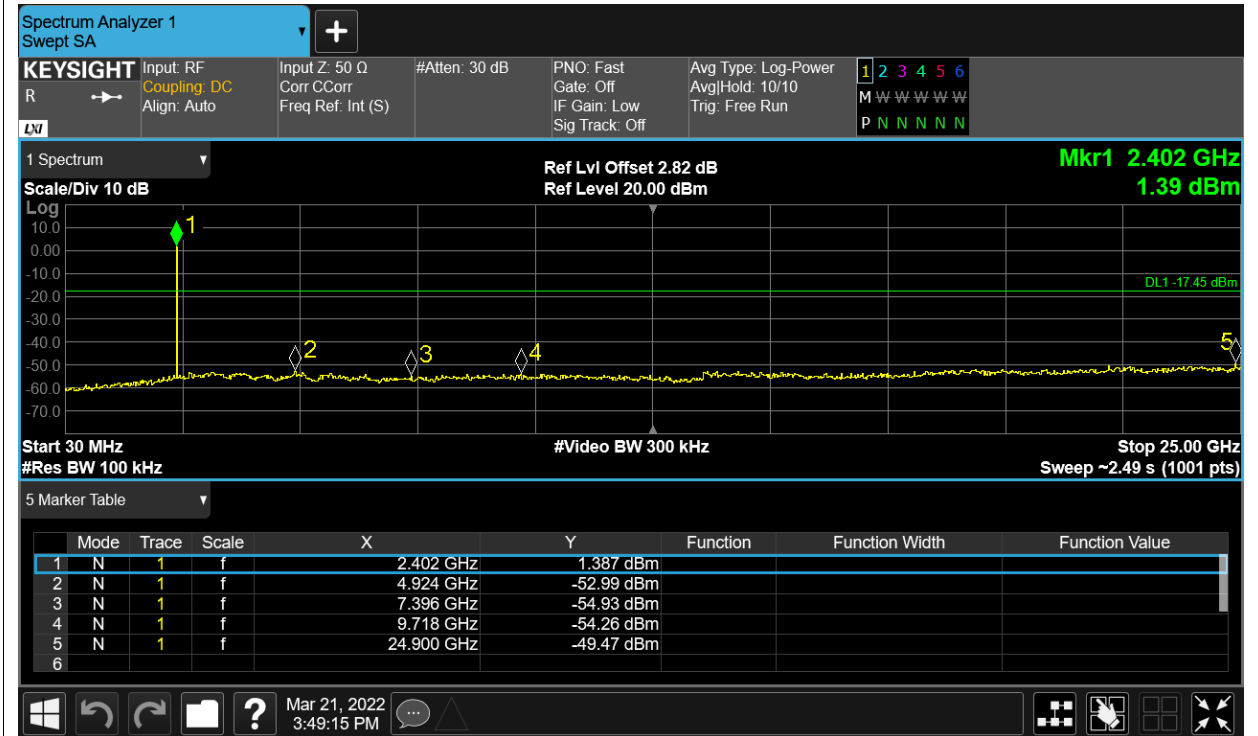 Spectrum Analyzer 1
Swept SA
+
KEYSIGHT
R
LXI
Input: RF
Coupling: DC
Align: Auto
Input Z: 50 Ω
Corr CCorr
Freq Ref: Int (S)
#Atten: 30 dB
PNO: Fast
Gate: Off
IF Gain: Low
Sig Track: Off
Avg Type: Log-Power
Avg|Hold: 10/10
Trig: Free Run
1 2 3 4 5 6
M W W W W W
P N N N N N
1 Spectrum
Scale/Div 10 dB
Ref Lvl Offset 2.82 dB
Ref Level 20.00 dBm
Mkr1 2.402 GHz
1.39 dBm
Log
10.0
0.00
-10.0
-20.0
-30.0
-40.0
-50.0
-60.0
-70.0
1
DL1 -17.45 dBm
2
3
4
5
Start 30 MHz
#Res BW 100 kHz
#Video BW 300 kHz
Stop 25.00 GHz
Sweep ~2.49 s (1001 pts)
5 Marker Table
Mode Trace Scale X Y Function Function Width Function Value
1 N 1 f 2.402 GHz 1.387 dBm
2 N 1 f 4.924 GHz -52.99 dBm
3 N 1 f 7.396 GHz -54.93 dBm
4 N 1 f 9.718 GHz -54.26 dBm
5 N 1 f 24.900 GHz -49.47 dBm
6
?
Mar 21, 2022
3:49:15 PM